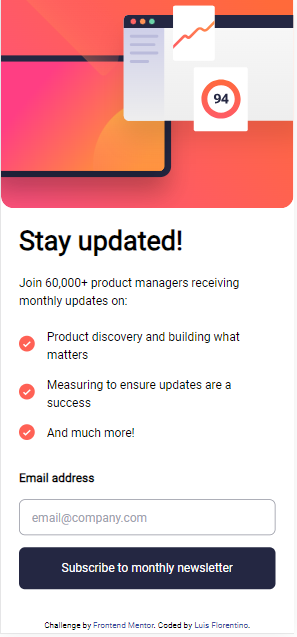 94
Stay updated!
Join 60,000+ product managers receiving
monthly updates on:
Product discovery and building what
matters
Measuring to ensure updates are a
success
And much more!
Email address
email@company.com
Subscribe to monthly newsletter
Challenge by Frontend Mentor. Coded by Luis Florentino.